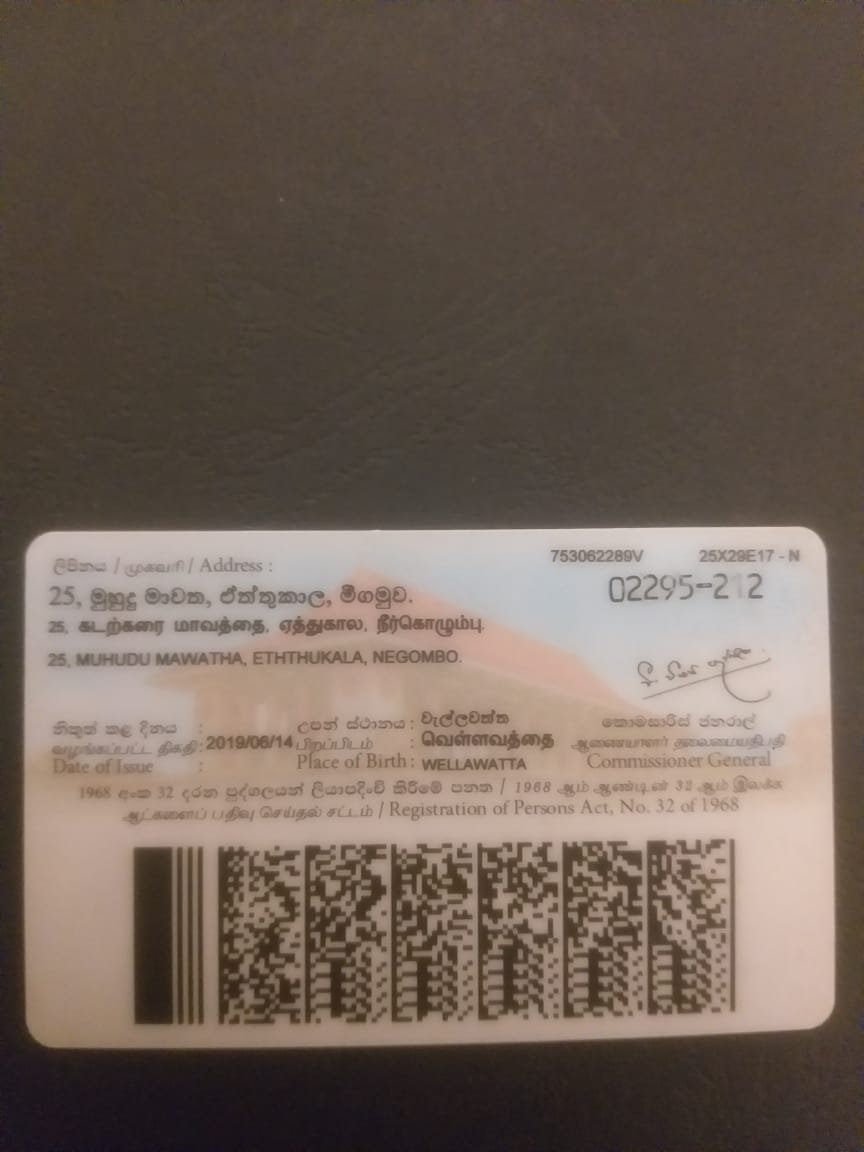 ලිපිනය / முகவரி / Address :
753062289V 25X29E17 - N
02295-212
25, මුහුදු මාවත, ඒත්තුකාල, මීගමුව.
25, கடற்கரை மாவத்தை, ஏத்துகால, நீர்கொழும்பு.
25, MUHUDU MAWATHA, ETHTHUKALA, NEGOMBO.
නිකුත් කළ දිනය : උපන් ස්ථානය : වැල්ලවත්ත කොමසාරිස් ජනරාල්
வழங்கப்பட்ட திகதி : 2019/06/14 பிறப்பிடம் : வெள்ளவத்தை ஆணையாளர் தலைமையதிபதி
Date of Issue : Place of Birth : WELLAWATTA Commissioner General
1968 අංක 32 දරන පුද්ගලයන් ලියාපදිංචි කිරීමේ පනත / 1968 ஆம் ஆண்டின் 32 ஆம் இலக்க
ஆட்களைப் பதிவு செய்தல் சட்டம் / Registration of Persons Act, No. 32 of 1968